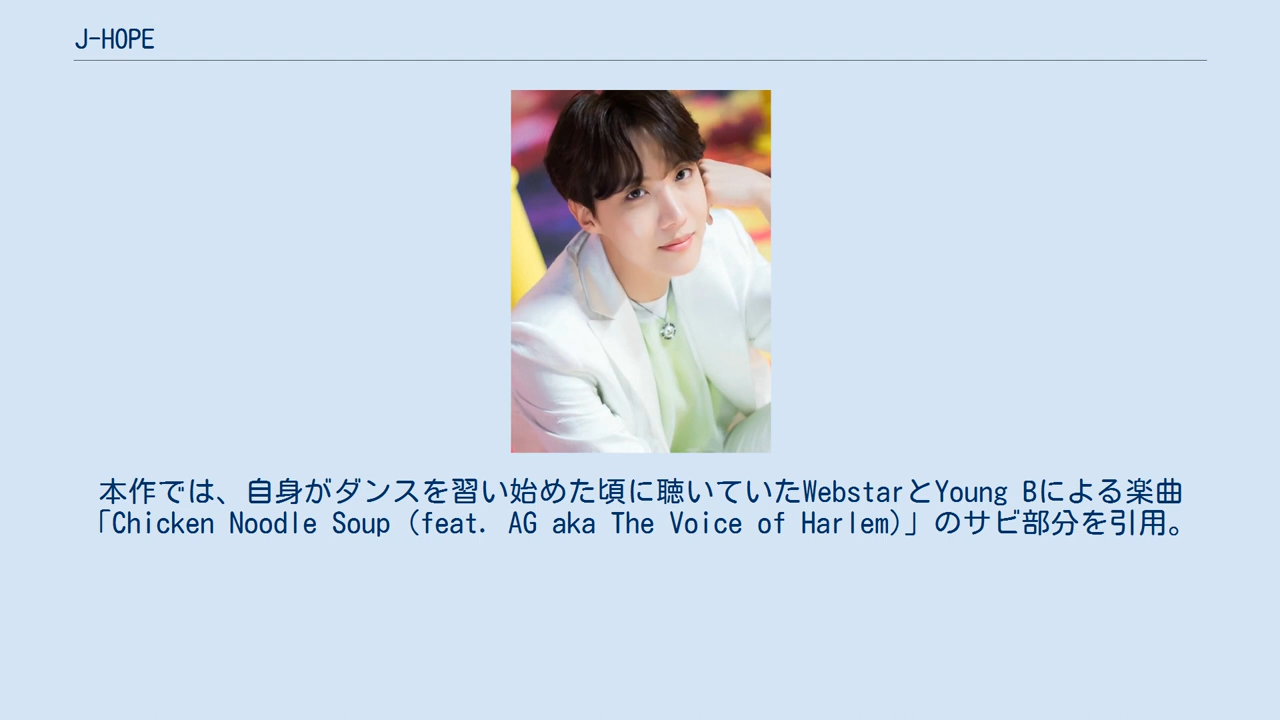 J-HOPE
本作では、自身がダンスを習い始めた頃に聴いていたWebstarとYoung Bによる楽曲
「Chicken Noodle Soup (feat. AG aka The Voice of Harlem)」のサビ部分を引用。